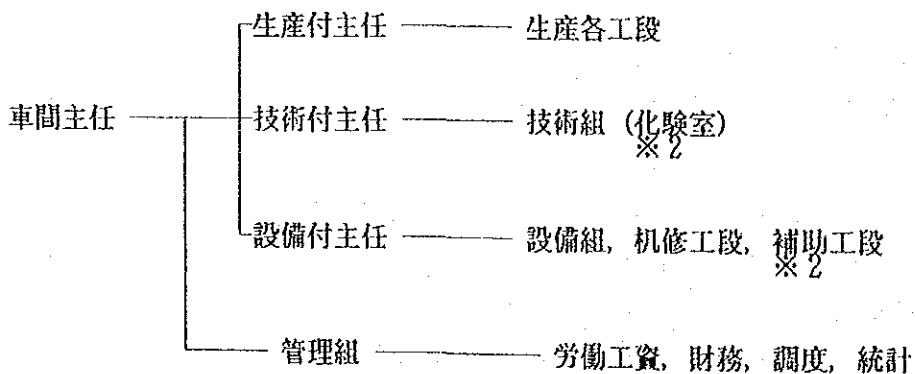 生産付主任 生産各工段
車間主任 技術付主任 技術組 (化験室)
※2
設備付主任 設備組, 机修工段, 補助工段
※2
管理組 労働工資, 財務, 調度, 統計